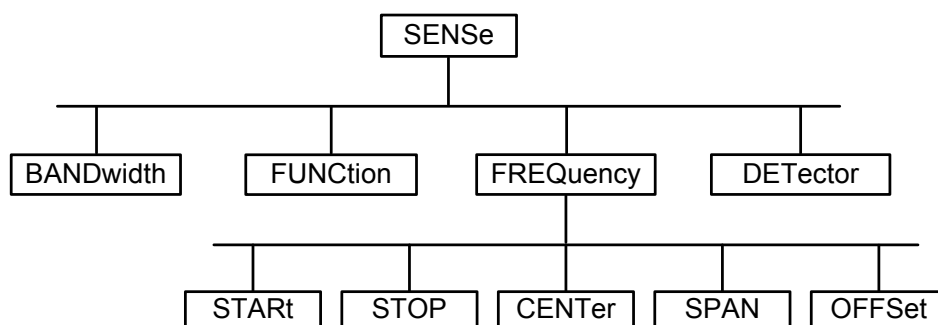 SENSe
BANDwidth FUNCtion FREQuency DETector
STARt STOP CENTer SPAN OFFSet